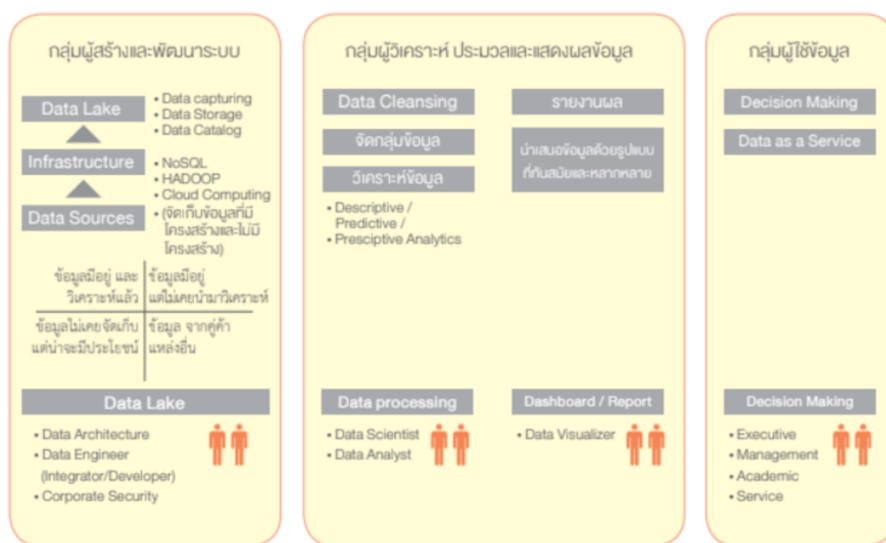 กลุ่มผู้สร้างและพัฒนาระบบ
Data Lake
• Data capturing
• Data Storage
• Data Catalog
Infrastructure
• NoSQL
• HADOOP
• Cloud Computing
Data Sources
• (จัดเก็บข้อมูลที่มี
โครงสร้างและไม่มี
โครงสร้าง)
ข้อมูลมีอยู่ และ
วิเคราะห์แล้ว
ข้อมูลมีอยู่
แต่ไม่เคยนำมาวิเคราะห์
ข้อมูลไม่เคยจัดเก็บ
แต่น่าจะมีประโยชน์
ข้อมูล จากคู่ค้า
แหล่งอื่น
Data Lake
• Data Architecture
• Data Engineer
(Integrator/Developer)
• Corporate Security
กลุ่มผู้วิเคราะห์ ประมวลและแสดงผลข้อมูล
Data Cleansing
จัดกลุ่มข้อมูล
วิเคราะห์ข้อมูล
• Descriptive /
Predictive /
• Presciptive Analytics
รายงานผล
นำเสนอข้อมูลด้วยรูปแบบ
ที่ทันสมัยและหลากหลาย
Data processing
• Data Scientist
• Data Analyst
Dashboard / Report
• Data Visualizer
กลุ่มผู้ใช้ข้อมูล
Decision Making
Data as a Service
Decision Making
• Executive
• Management
• Academic
• Service